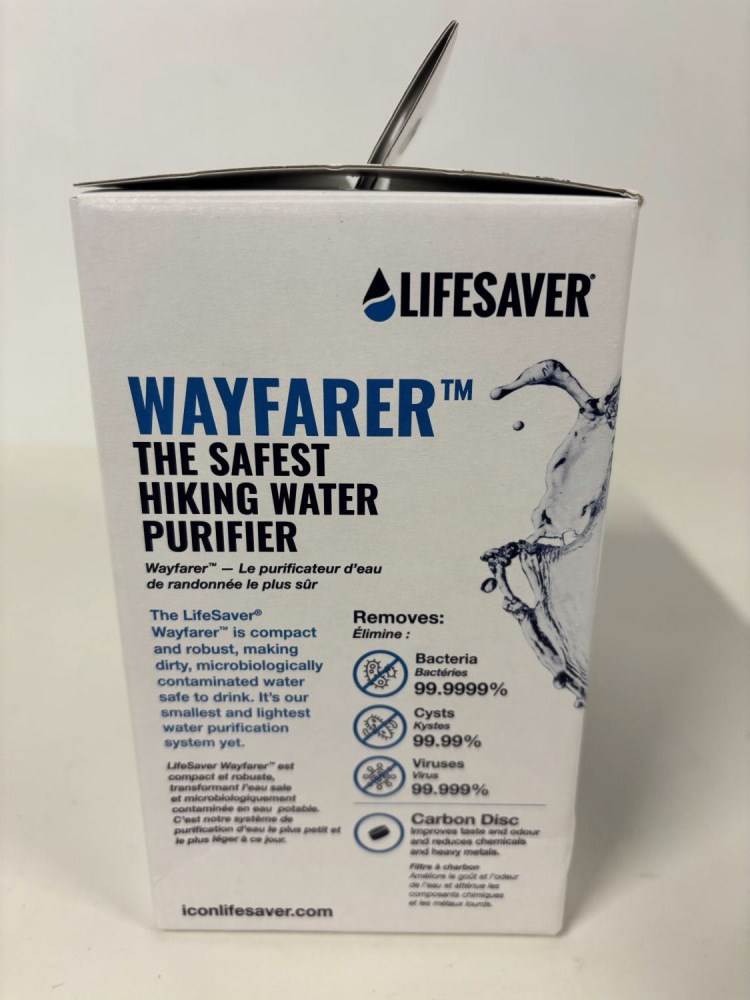 LIFESAVER®
WAYFARER™
THE SAFEST
HIKING WATER
PURIFIER
Wayfarer™ — Le purificateur d'eau
de randonnée le plus sûr
The LifeSaver®
Wayfarer™ is compact
and robust, making
dirty, microbiologically
contaminated water
safe to drink. It's our
smallest and lightest
water purification
system yet.
LifeSaver Wayfarer™ est
compact et robuste,
transformant l'eau sale
et microbiologiquement
contaminée en eau potable.
C'est notre système de
purification d'eau le plus petit et
le plus léger à ce jour.
iconlifesaver.com
Removes:
Élimine :
Bacteria
Bactéries
99.9999%
Cysts
Kystes
99.99%
Viruses
Virus
99.999%
Carbon Disc
Improves taste and odour
and reduces chemicals
and heavy metals.
Filtre à charbon
Améliore le goût et l'odeur
de l'eau et atténue les
composants chimiques
et les métaux lourds.